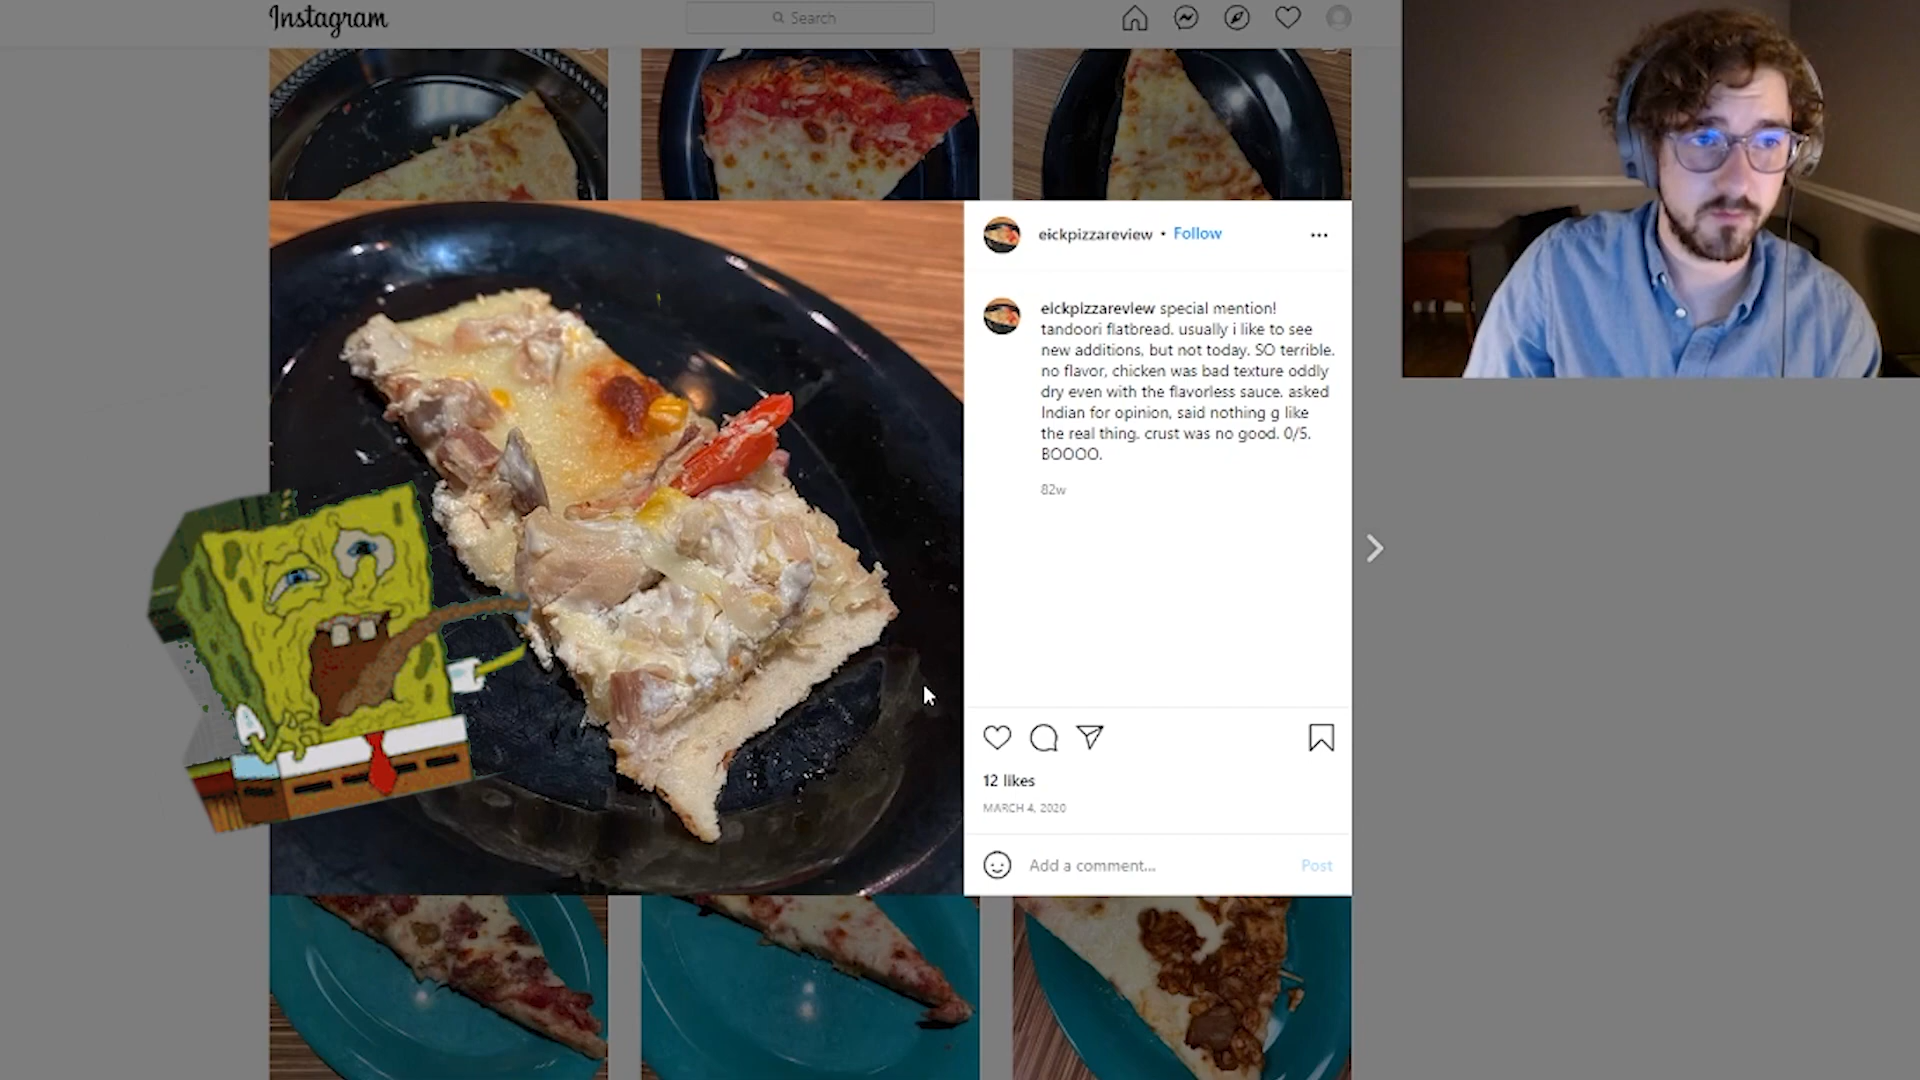 Instagram
Search
eickpizzareview • Follow
eickpizzareview special mention!
tandoori flatbread. usually i like to see
new additions, but not today. SO terrible.
no flavor, chicken was bad texture oddly
dry even with the flavorless sauce. asked
Indian for opinion, said nothing g like
the real thing. crust was no good. 0/5.
BOOOO.
82w
12 likes
MARCH 4, 2020
Add a comment...
Post